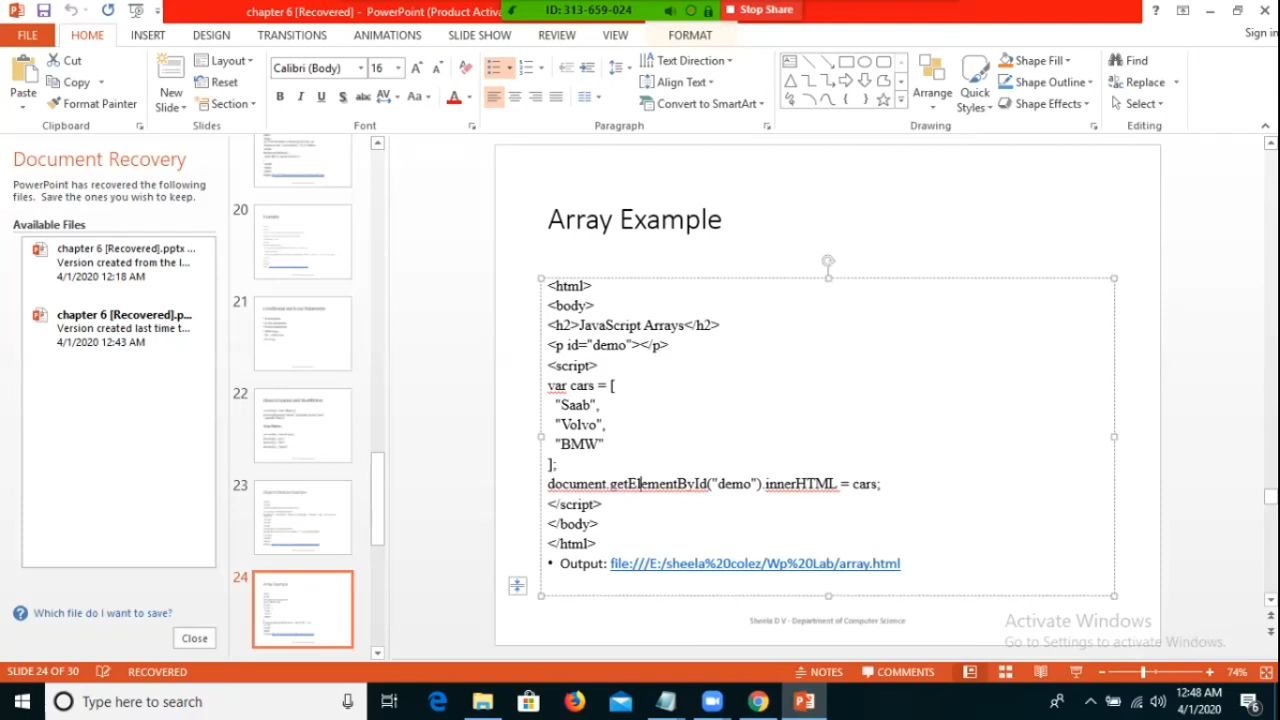 chapter 6 [Recovered] - PowerPoint (Product Activa
ID: 313-659-024
Stop Share
?
FILE HOME INSERT DESIGN TRANSITIONS ANIMATIONS SLIDE SHOW REVIEW VIEW FORMAT
Sign in
Paste
Cut
Copy
Format Painter
Clipboard
New
Slide
Layout
Reset
Section
Slides
Calibri (Body) 16
B I U S abc AV Aa A
Font
Text Direction
Align Text
Convert to SmartArt
Paragraph
Arrange
Quick
Styles
Shape Fill
Shape Outline
Shape Effects
Drawing
Find
Replace
Select
Editing
Document Recovery
PowerPoint has recovered the following
files. Save the ones you wish to keep.
Available Files
chapter 6 [Recovered].pptx ...
Version created from the l...
4/1/2020 12:18 AM
chapter 6 [Recovered].p...
Version created last time t...
4/1/2020 12:43 AM
Which file do I want to save?
Close
20
21
22
23
24
Array Example
<html>
<body>
<h2>JavaScript Arrays</h2>
<p id="demo"></p>
<script>
var cars = [
"Saab",
"Volvo",
"BMW"
];
document.getElementById("demo").innerHTML = cars;
</script>
</body>
</html>
• Output: file:///E:/sheela%20colez/Wp%20Lab/array.html
Sheela D V - Department of Computer Science
Activate Windows
Go to Settings to activate Windows.
SLIDE 24 OF 30 RECOVERED NOTES COMMENTS 74%
Type here to search
12:48 AM
4/1/2020
6